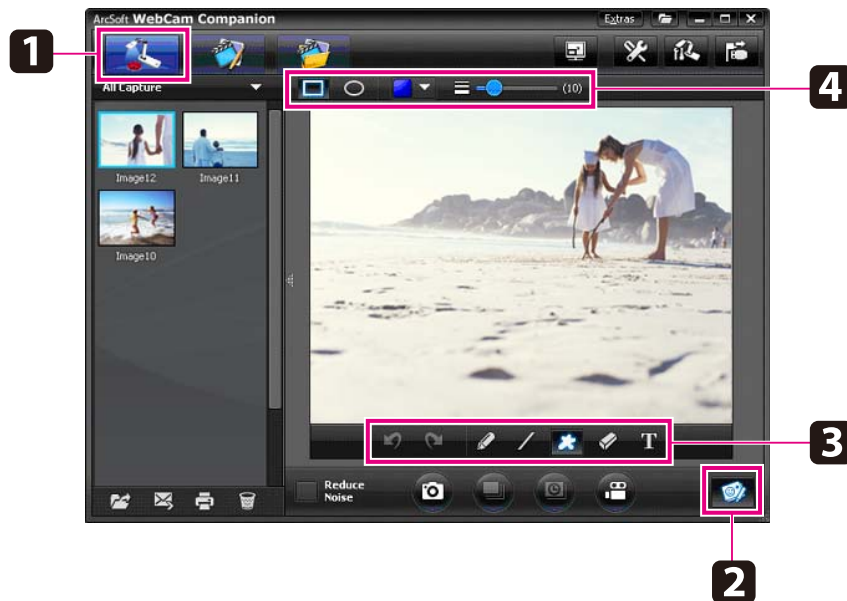 ArcSoft WebCam Companion
Extras
1
All Capture
(10)
4
Image12
Image11
Image10
T
3
Reduce
Noise
2